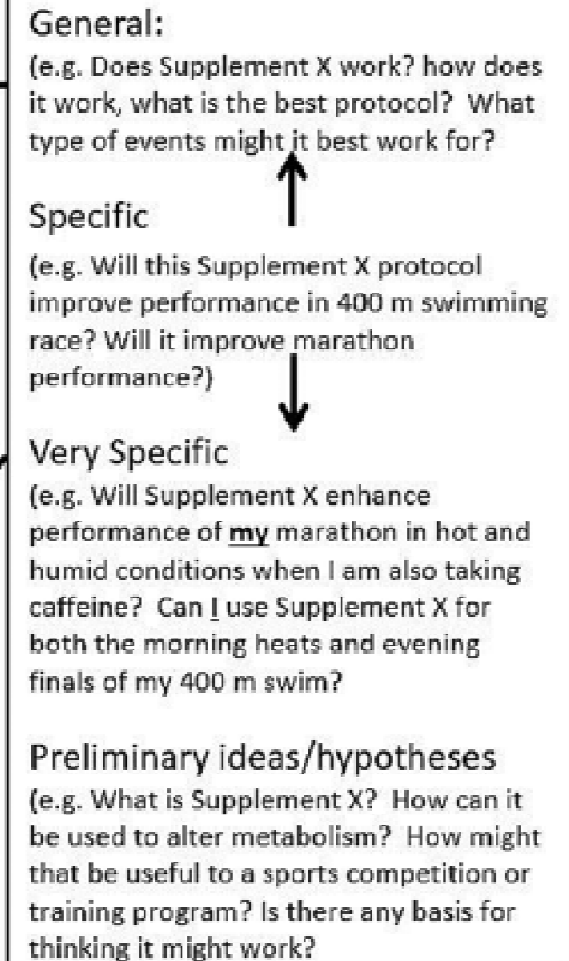 General:
(e.g. Does Supplement X work? how does
it work, what is the best protocol?  What
type of events might it best work for?
Specific
(e.g. Will this Supplement X protocol
improve performance in 400 m swimming
race? Will it improve marathon
performance?)
Very Specific
(e.g. Will Supplement X enhance
performance of my marathon in hot and
humid conditions when I am also taking
caffeine?  Can I use Supplement X for
both the morning heats and evening
finals of my 400 m swim?
Preliminary ideas/hypotheses
(e.g. What is Supplement X?  How can it
be used to alter metabolism?  How might
that be useful to a sports competition or
training program? Is there any basis for
thinking it might work?